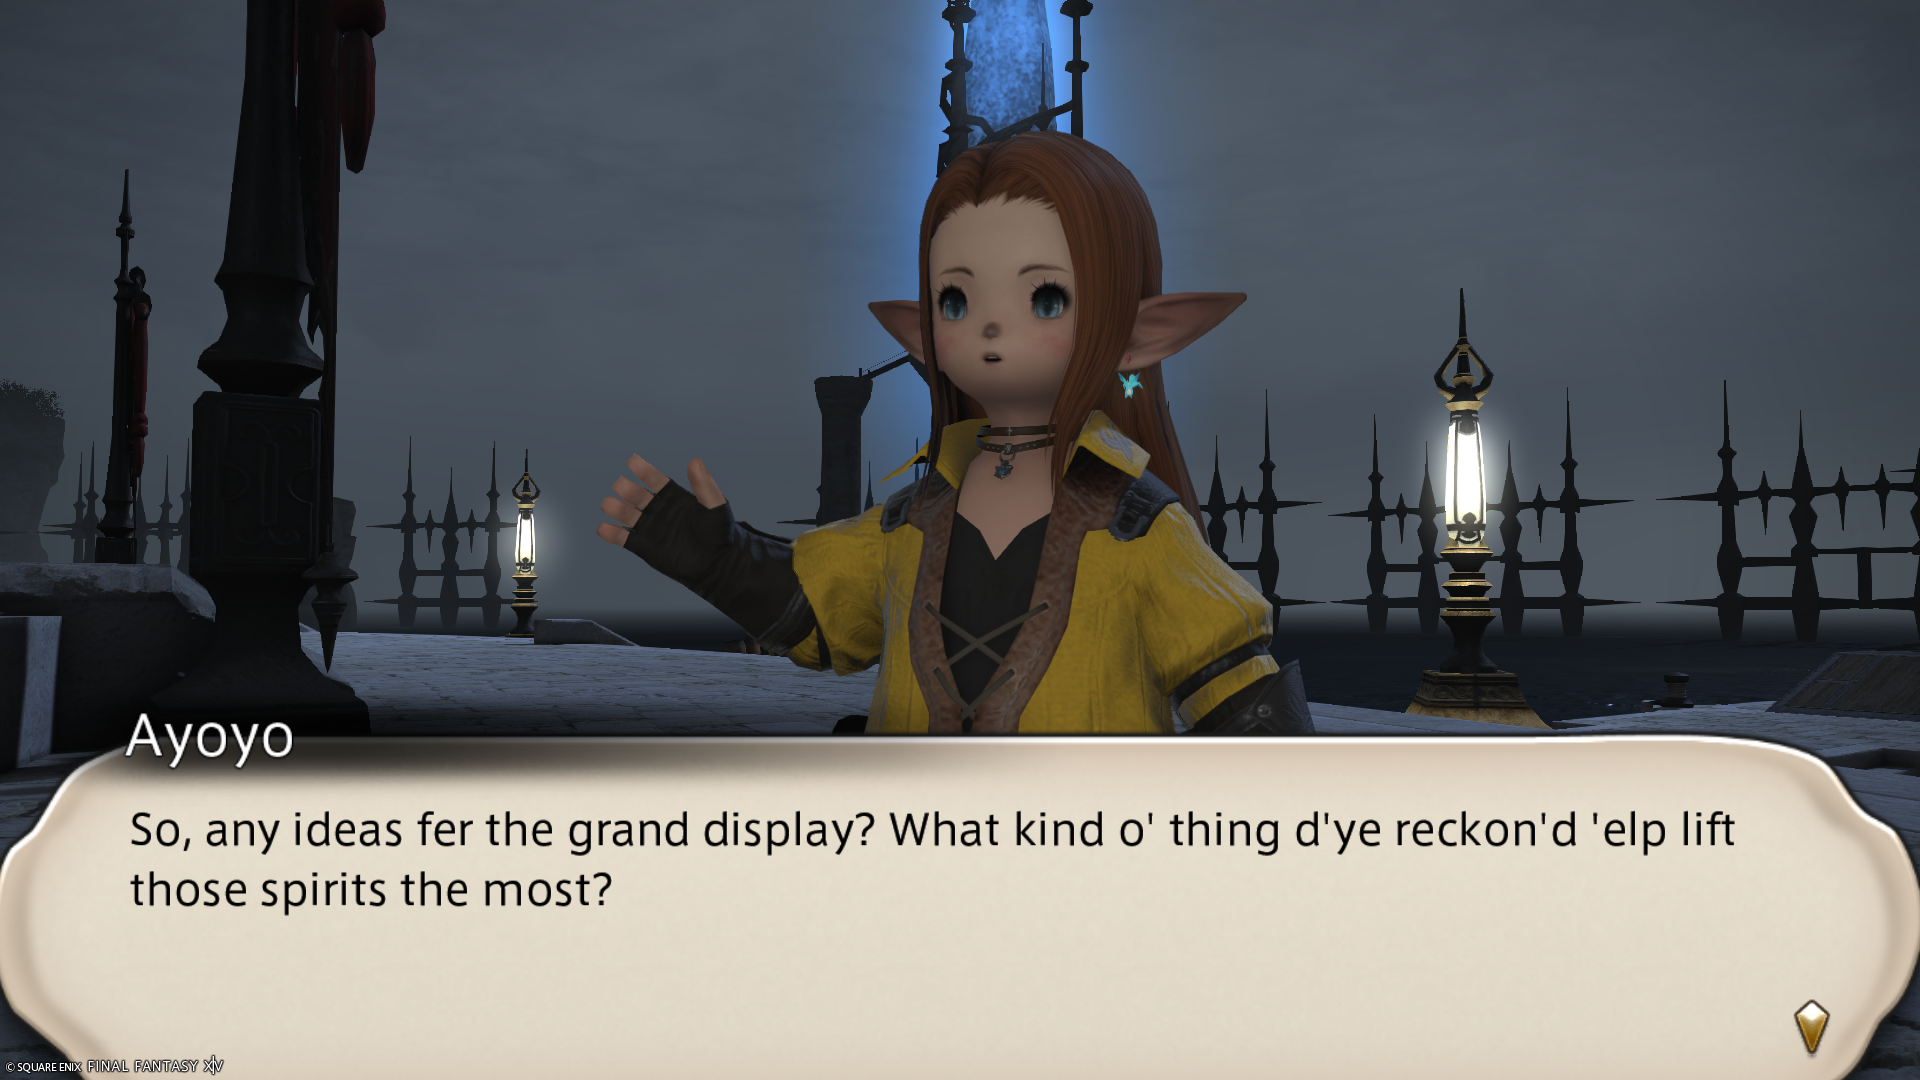 Ayoyo
So, any ideas fer the grand display? What kind o' thing d'ye reckon'd 'elp lift
those spirits the most?
© SQUARE ENIX FINAL FANTASY XIV